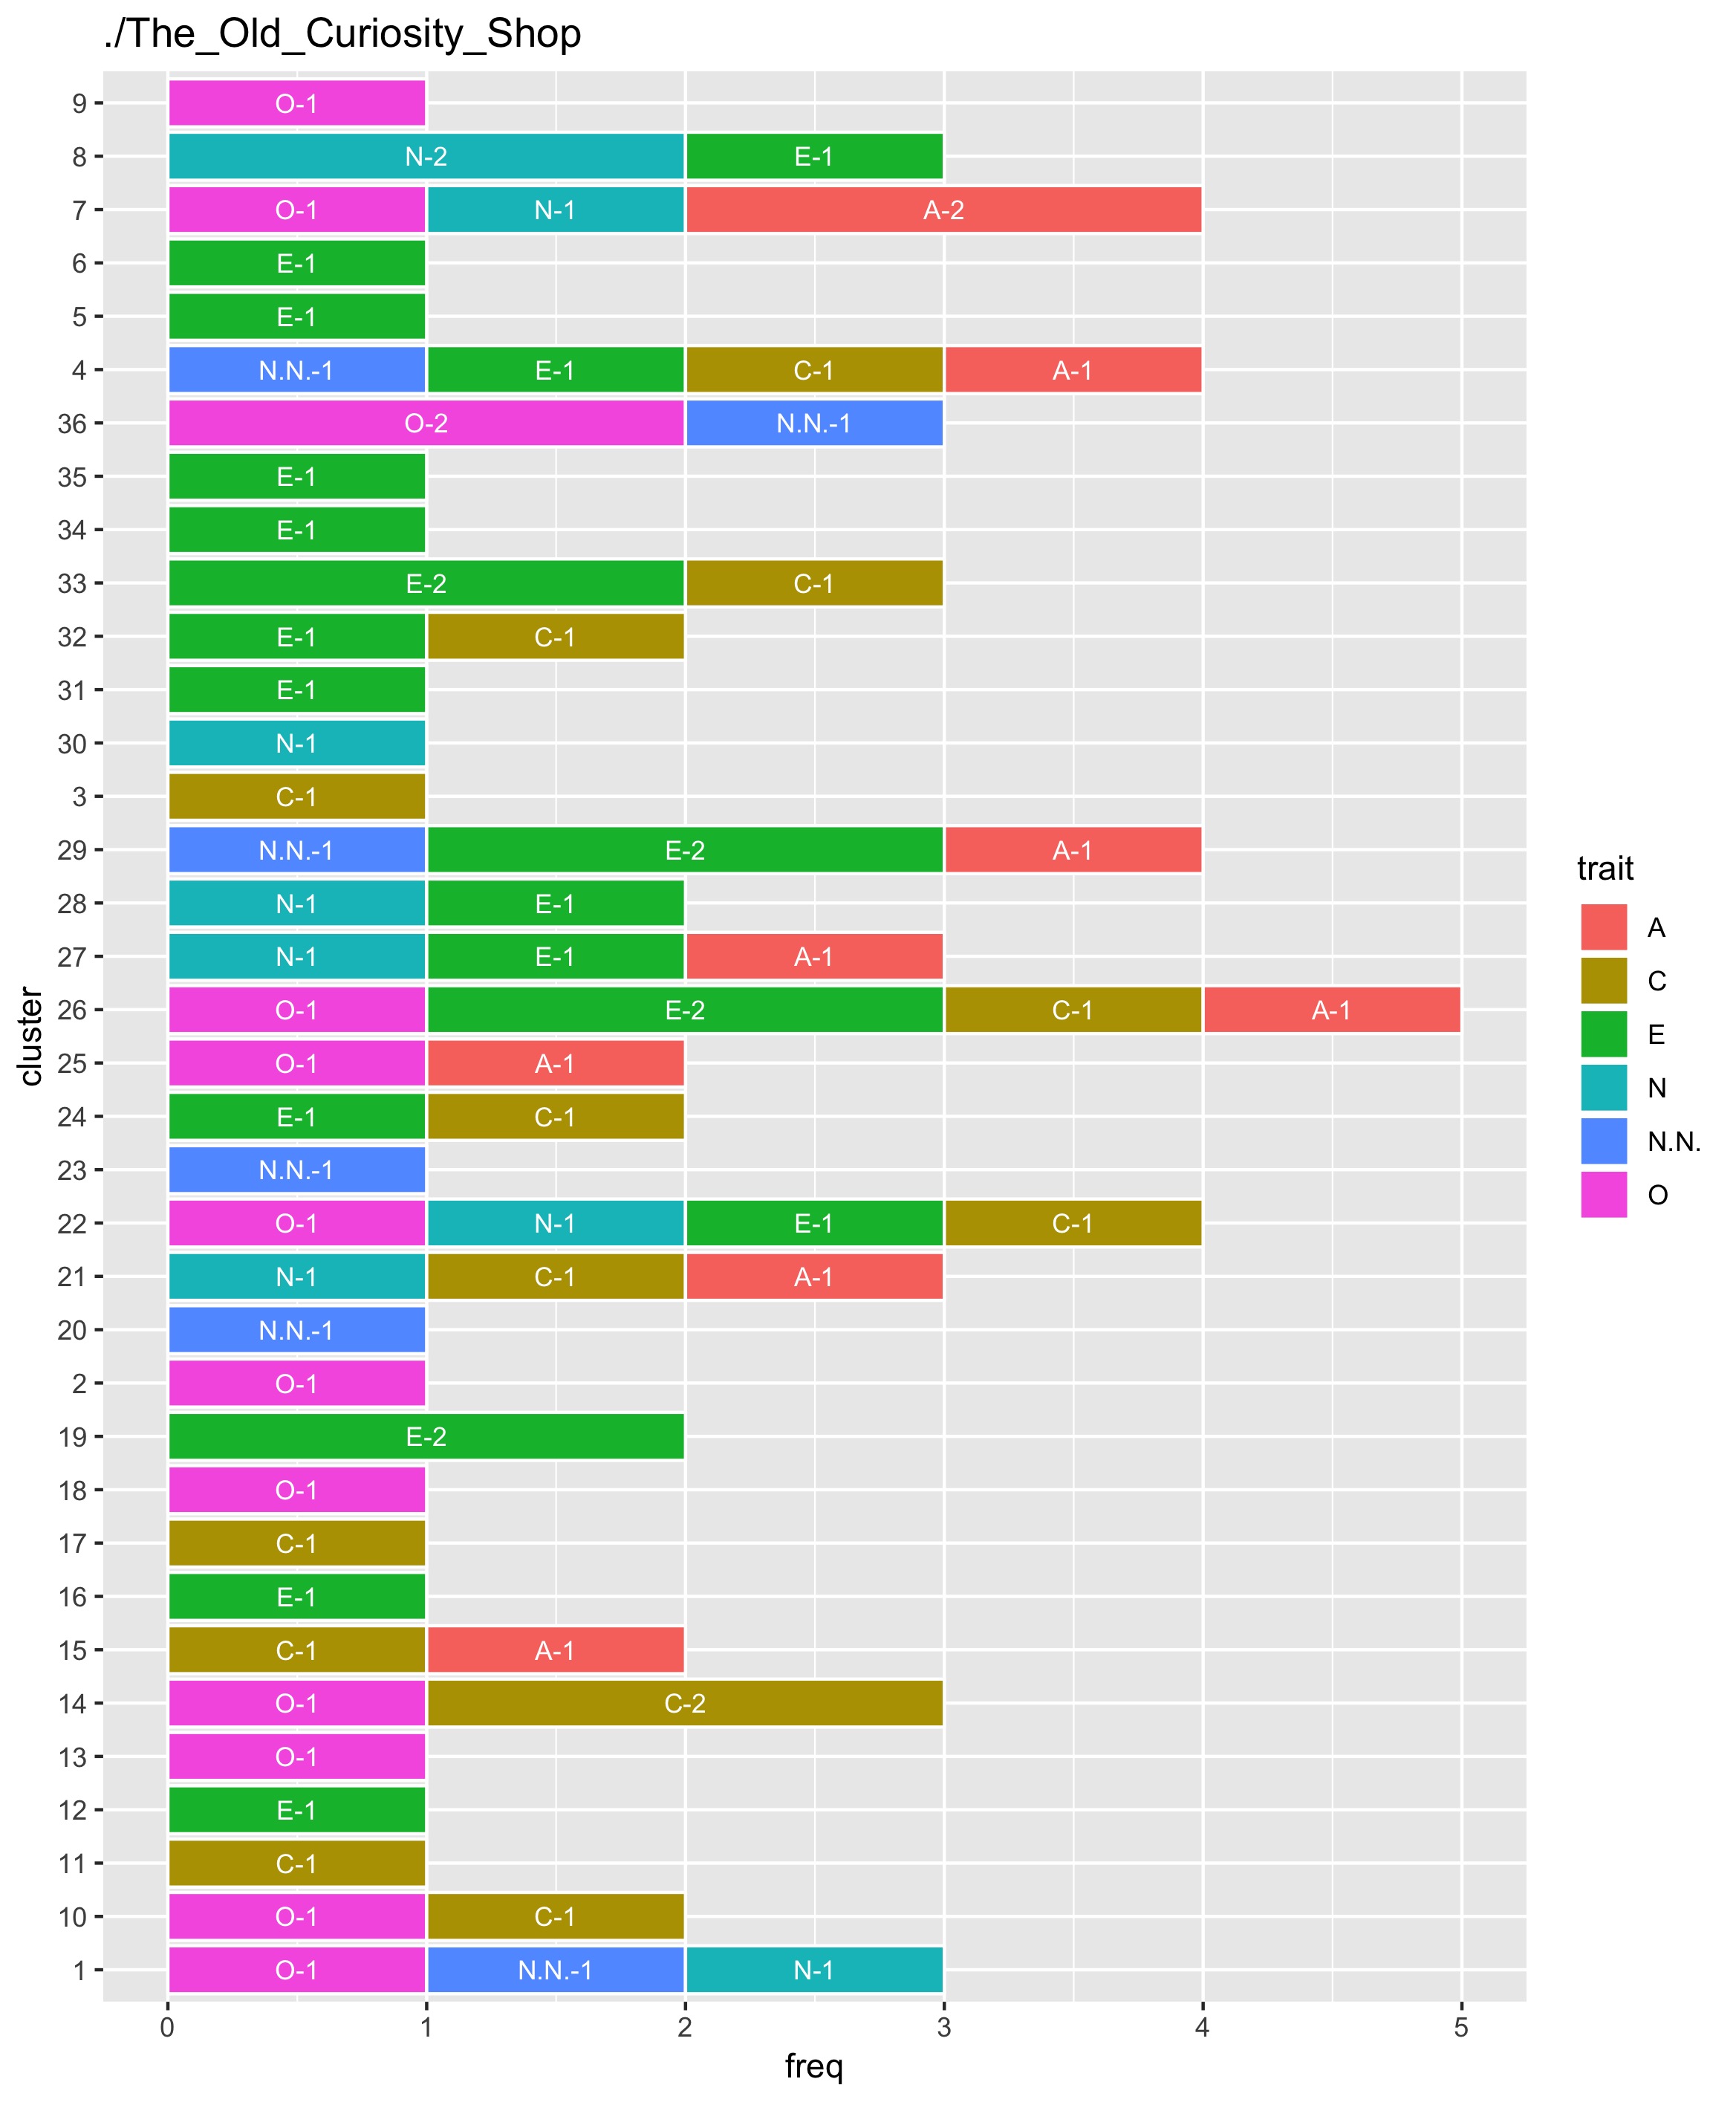 ./The_Old_Curiosity_Shop
9 O-1
8 N-2 E-1
7 O-1 N-1 A-2
6 E-1
5 E-1
4 N.N.-1 E-1 C-1 A-1
36 O-2 N.N.-1
35 E-1
34 E-1
33 E-2 C-1
32 E-1 C-1
31 E-1
30 N-1
3 C-1
29 N.N.-1 E-2 A-1
28 N-1 E-1
27 N-1 E-1 A-1
26 O-1 E-2 C-1 A-1
25 O-1 A-1
24 E-1 C-1
23 N.N.-1
22 O-1 N-1 E-1 C-1
21 N-1 C-1 A-1
20 N.N.-1
2 O-1
19 E-2
18 O-1
17 C-1
16 E-1
15 C-1 A-1
14 O-1 C-2
13 O-1
12 E-1
11 C-1
10 O-1 C-1
1 O-1 N.N.-1 N-1
0 1 2 3 4 5
freq
cluster
trait
A
C
E
N
N.N.
O